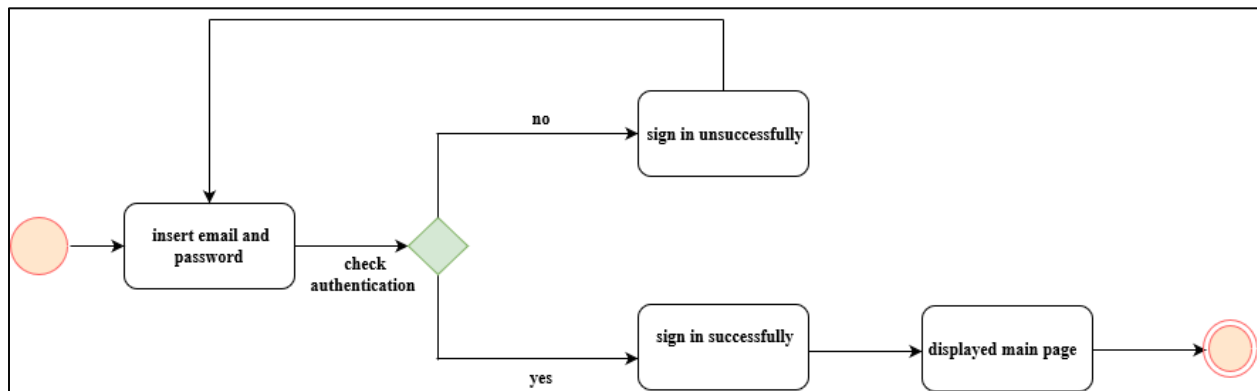 no
sign in unsuccessfully
insert email and
password
check
authentication
sign in successfully
displayed main page
yes